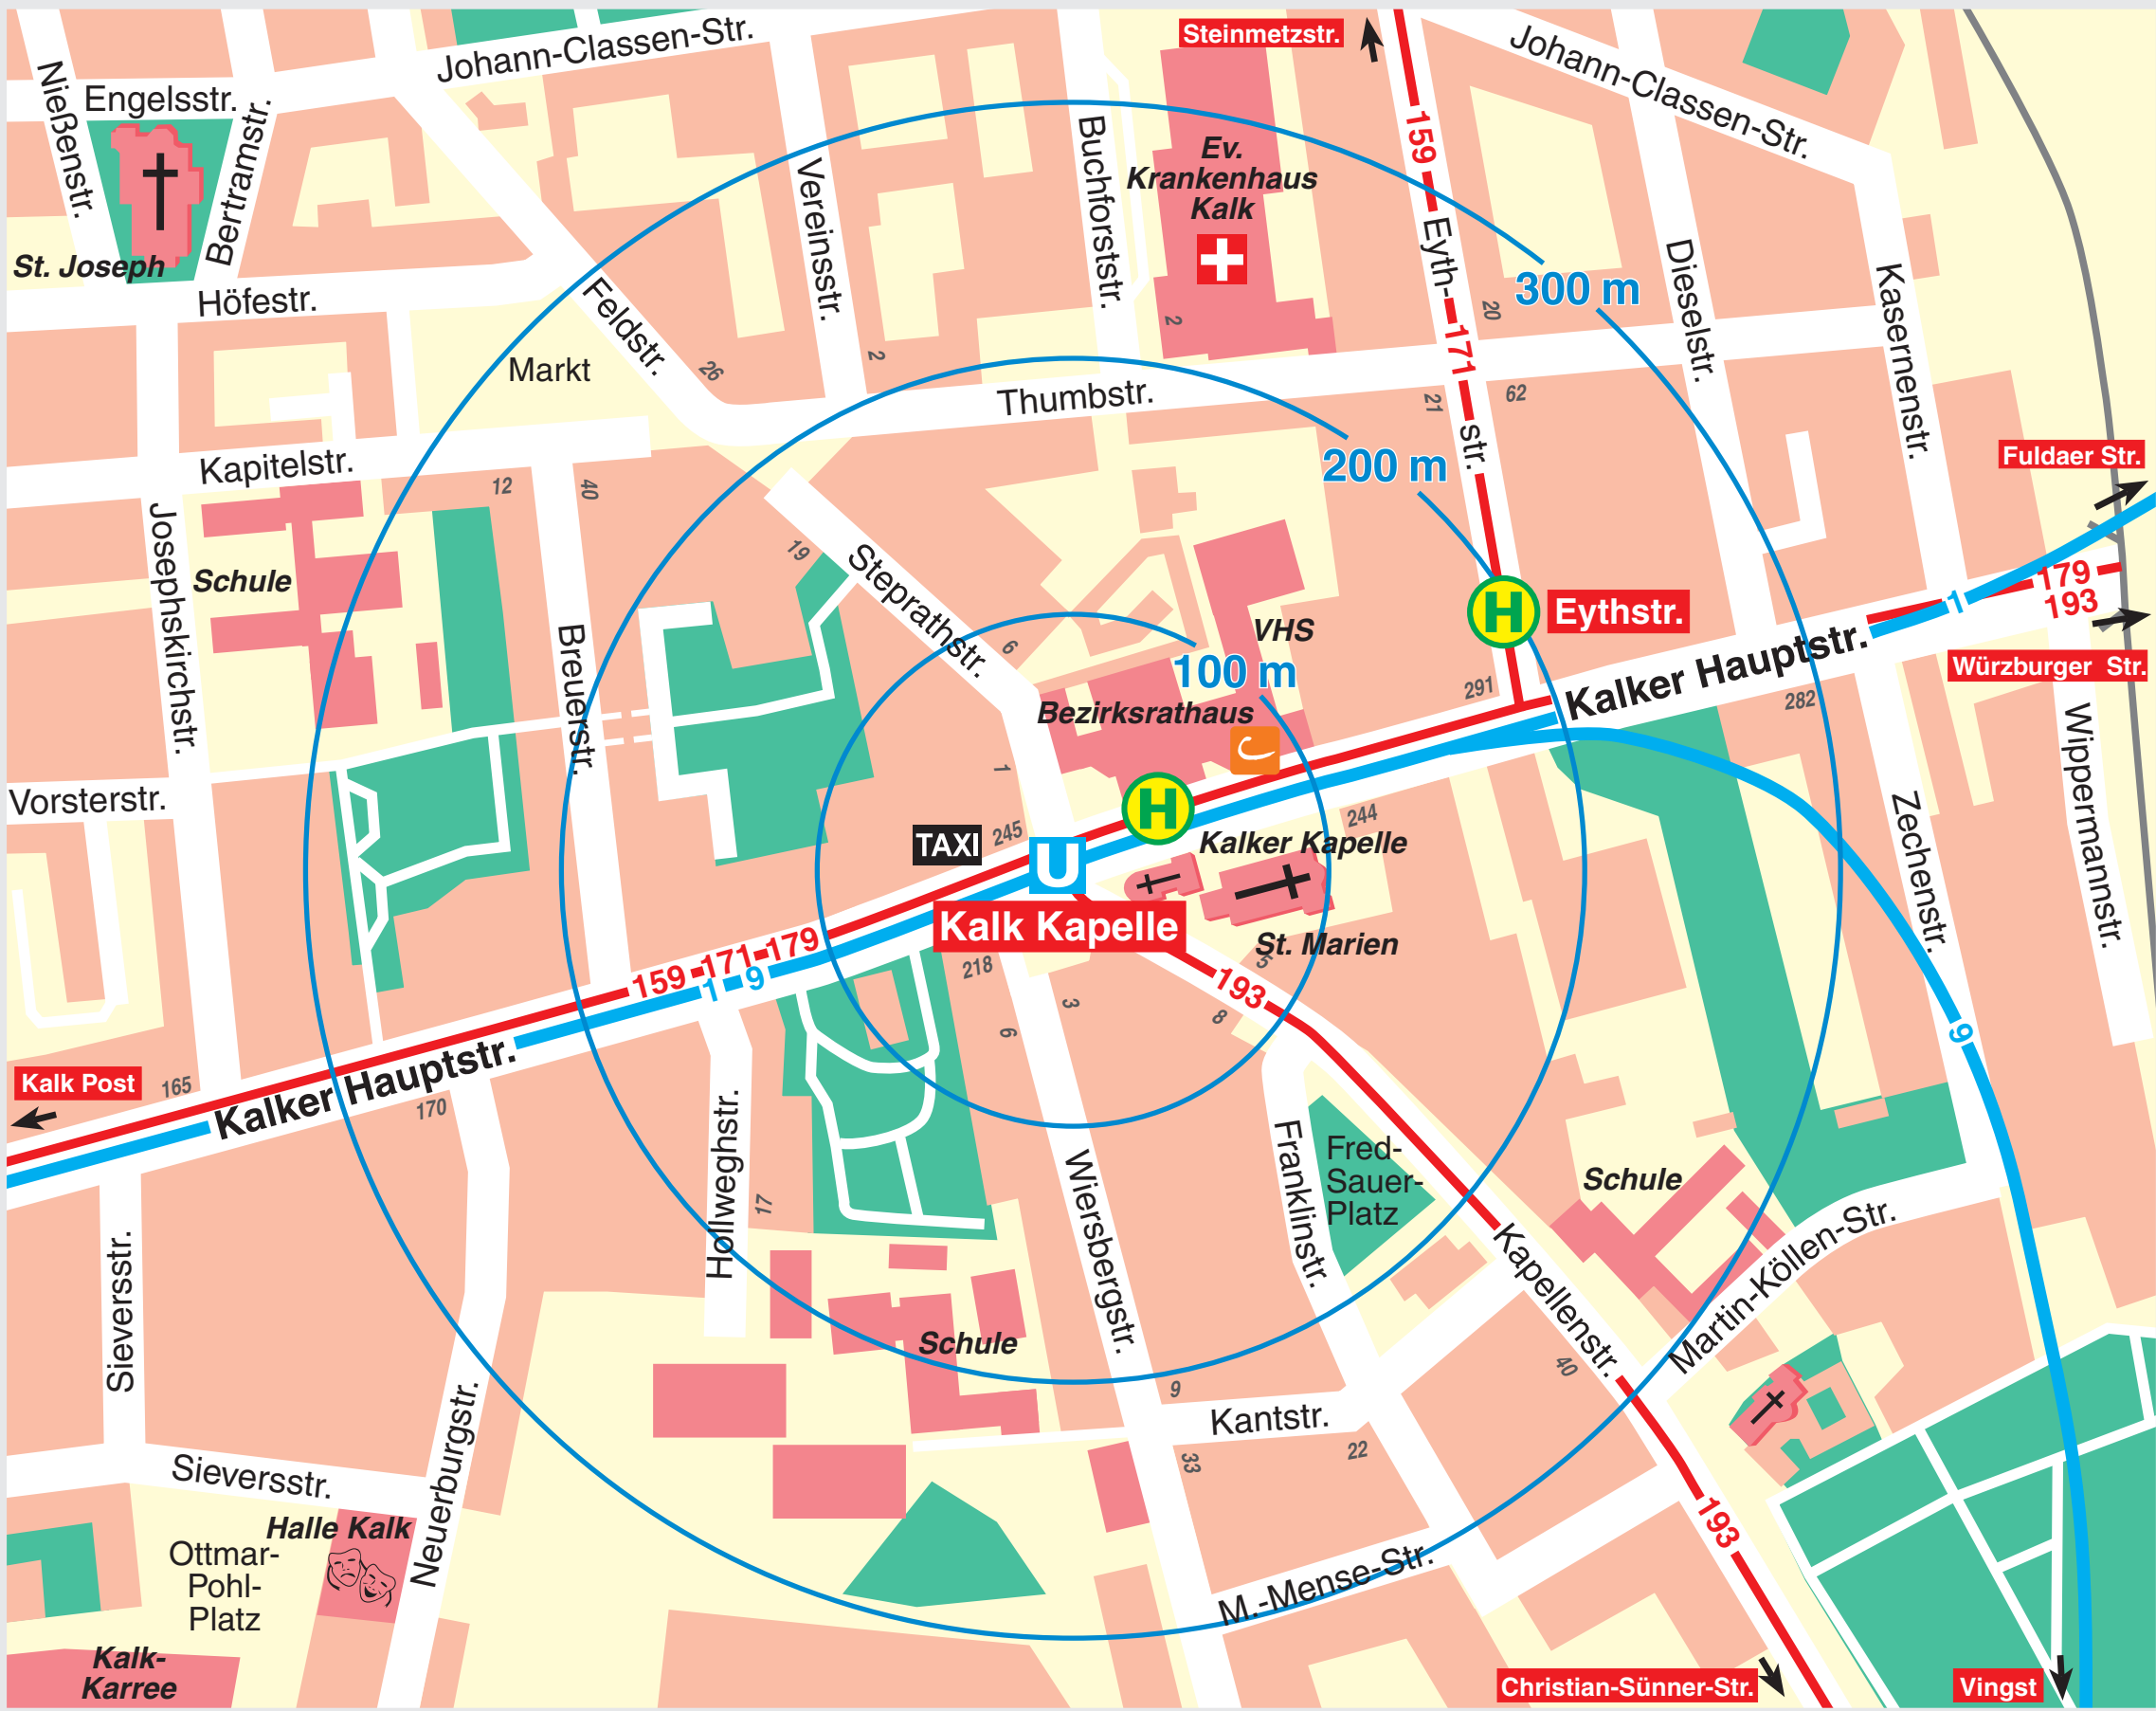 Johann-Classen-Str.
Steinmetzstr.
Johann-Classen-Str.
Nießenstr.
Engelsstr.
Bertramstr.
St. Joseph
Höfestr.
Vereinsstr.
Buchforststr.
Ev.
Krankenhaus
Kalk
159
Eyth-
171
str.
Dieselstr.
Kasernenstr.
300 m
Feldstr.
Markt
26
2
2
20
Thumbstr.
21
62
200 m
Kapitelstr.
12
40
Fuldaer Str.
Josephskirchstr.
Schule
19
Steprathstr.
6
VHS
100 m
H
Eythstr.
1
179
193
Würzburger Str.
Breuerstr.
Bezirksrathaus
291
Kalker Hauptstr.
282
Wippermannstr.
Vorsterstr.
1
H
TAXI
245
U
Kalker Kapelle
244
Zechenstr.
Kalk Kapelle
St. Marien
5
159
171
179
1
9
218
193
3
6
8
9
Kalk Post
165
Kalker Hauptstr.
170
Hollweghstr.
17
Wiersbergstr.
Franklinstr.
Fred-
Sauer-
Platz
Schule
Kapellenstr.
Martin-Köllen-Str.
Sieversstr.
Schule
9
Kantstr.
40
22
33
Sieversstr.
Neuerburgstr.
Halle Kalk
Ottmar-
Pohl-
Platz
193
M.-Mense-Str.
Kalk-
Karree
Christian-Sünner-Str.
Vingst